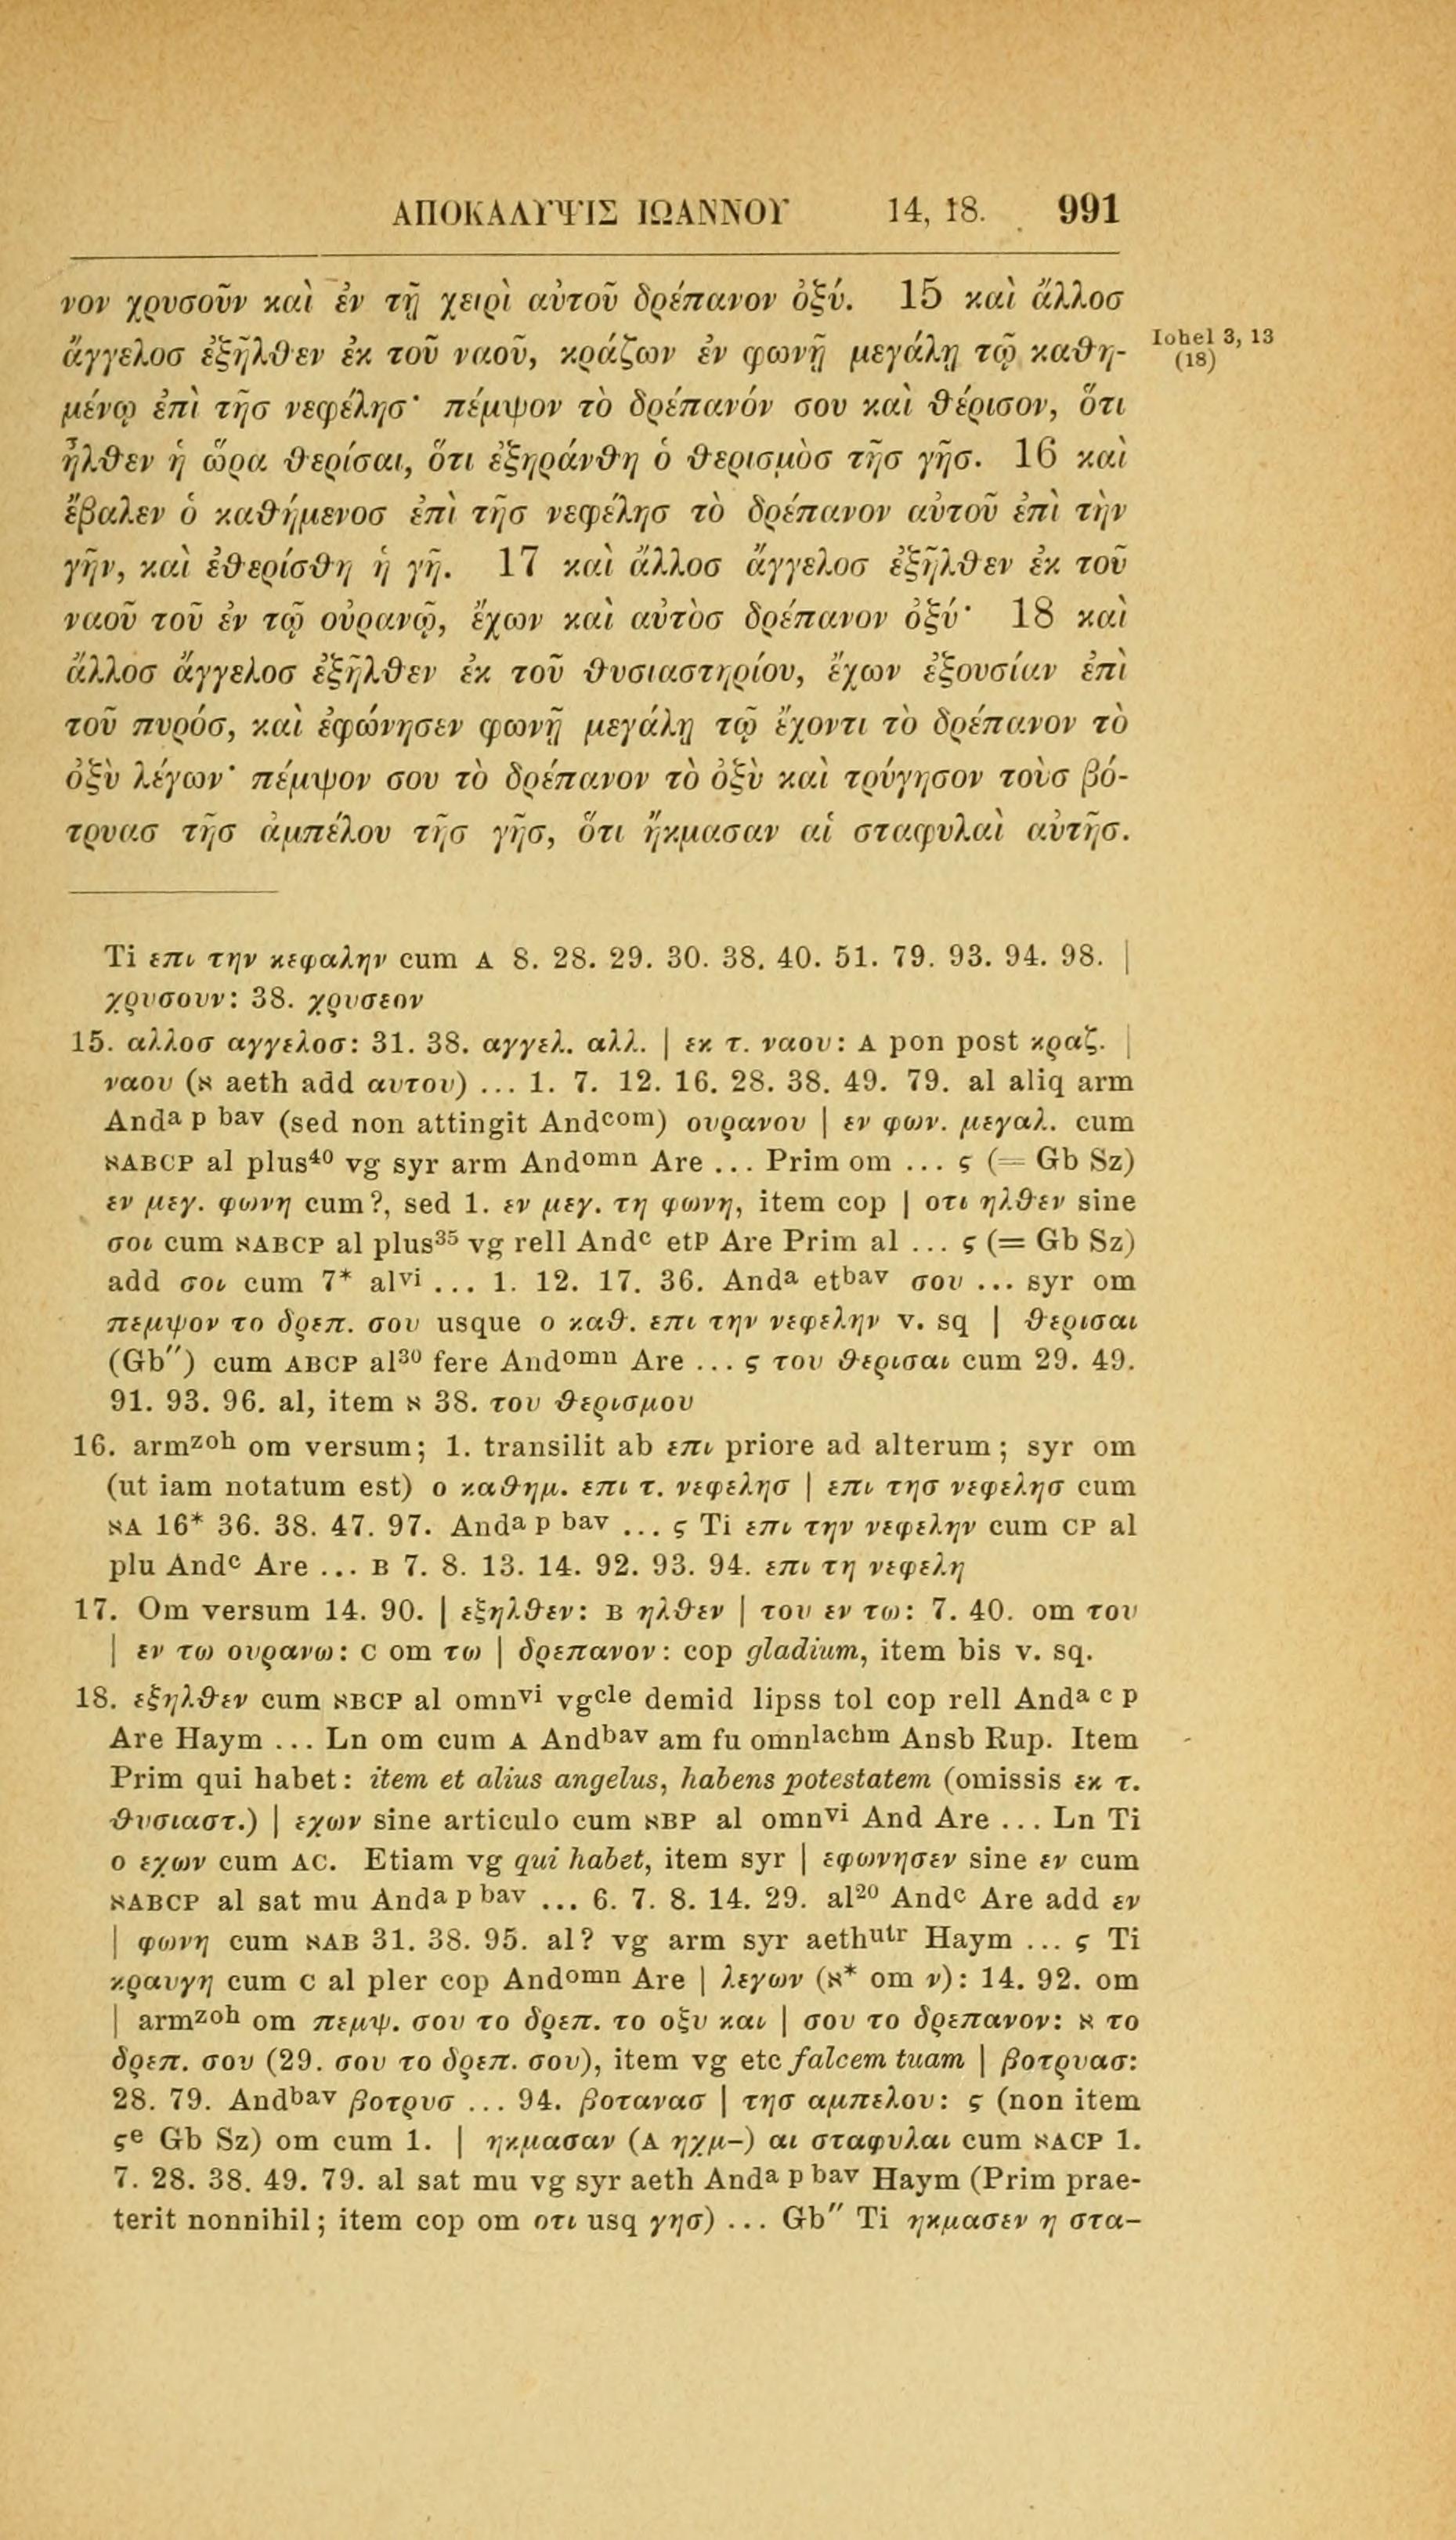 ΑΠΟΚΑΛΥΨΙΣ ΙΩΑΝΝΟΥ 14, 18. 991
νον χρυσοῦν καὶ ἐν τῇ χειρὶ αὐτοῦ δρέπανον ὀξύ. 15 καὶ ἄλλοσ
ἄγγελοσ ἐξῆλθεν ἐκ τοῦ ναοῦ, κράζων ἐν φωνῇ μεγάλῃ τῷ καθη-
Iohel 3, 13
(18)
μένῳ ἐπὶ τῆσ νεφέλησ· πέμψον τὸ δρέπανόν σου καὶ θέρισον, ὅτι
ἦλθεν ἡ ὥρα θερίσαι, ὅτι ἐξηράνθη ὁ θερισμὸσ τῆσ γῆσ. 16 καὶ
ἔβαλεν ὁ καθήμενοσ ἐπὶ τῆσ νεφέλησ τὸ δρέπανον αὐτοῦ ἐπὶ τὴν
γῆν, καὶ ἐθερίσθη ἡ γῆ. 17 καὶ ἄλλοσ ἄγγελοσ ἐξῆλθεν ἐκ τοῦ
ναοῦ τοῦ ἐν τῷ οὐρανῷ, ἔχων καὶ αὐτὸσ δρέπανον ὀξύ· 18 καὶ
ἄλλοσ ἄγγελοσ ἐξῆλθεν ἐκ τοῦ θυσιαστηρίου, ἔχων ἐξουσίαν ἐπὶ
τοῦ πυρόσ, καὶ ἐφώνησεν φωνῇ μεγάλῃ τῷ ἔχοντι τὸ δρέπανον τὸ
ὀξὺ λέγων· πέμψον σου τὸ δρέπανον τὸ ὀξὺ καὶ τρύγησον τοὺσ βό-
τρυασ τῆσ ἀμπέλου τῆσ γῆσ, ὅτι ἤκμασαν αἱ σταφυλαὶ αὐτῆσ.
Ti επι την κεφαλην cum A 8. 28. 29. 30. 38. 40. 51. 79. 93. 94. 98. |
χρυσουν: 38. χρυσεον
15. αλλοσ αγγελοσ: 31. 38. αγγελ. αλλ. | εκ τ. ναου: A pon post κραζ. |
ναου (ℵ aeth add αυτου) ... 1. 7. 12. 16. 28. 38. 49. 79. al aliq arm
Andᵃ ᵖ ᵇᵃᵛ (sed non attingit Andᶜᵒᵐ) ουρανου | εν φων. μεγαλ. cum
ℵABCP al plus⁴⁰ vg syr arm Andᵒᵐⁿ Are ... Prim om ... ς (= Gb Sz)
εν μεγ. φωνη cum?, sed 1. εν μεγ. τη φωνη, item cop | οτι ηλθεν sine
σοι cum ℵABCP al plus³⁵ vg rell Andᶜ etᵖ Are Prim al ... ς (= Gb Sz)
add σοι cum 7* alᵛⁱ ... 1. 12. 17. 36. Andᵃ etᵇᵃᵛ σου ... syr om
πεμψον το δρεπ. σου usque ο καθ. επι την νεφελην v. sq | θερισαι
(Gb″) cum ABCP al³⁰ fere Andᵒᵐⁿ Are ... ς του θερισαι cum 29. 49.
91. 93. 96. al, item ℵ 38. του θερισμου
16. armᶻᵒʰ om versum; 1. transilit ab επι priore ad alterum; syr om
(ut iam notatum est) ο καθημ. επι τ. νεφελησ | επι τησ νεφελησ cum
ℵA 16* 36. 38. 47. 97. Andᵃ ᵖ ᵇᵃᵛ ... ς Ti επι την νεφελην cum CP al
plu Andᶜ Are ... B 7. 8. 13. 14. 92. 93. 94. επι τη νεφελη
17. Om versum 14. 90. | εξηλθεν: B ηλθεν | του εν τω: 7. 40. om του
| εν τω ουρανω: C om τω | δρεπανον: cop gladium, item bis v. sq.
18. εξηλθεν cum ℵBCP al omnᵛⁱ vgᶜˡᵉ demid lipss tol cop rell Andᵃ ᶜ ᵖ
Are Haym ... Ln om cum A Andᵇᵃᵛ am fu omnˡᵃᶜʰᵐ Ansb Rup. Item
Prim qui habet: item et alius angelus, habens potestatem (omissis εκ τ.
θυσιαστ.) | εχων sine articulo cum ℵBP al omnᵛⁱ And Are ... Ln Ti
ο εχων cum AC. Etiam vg qui habet, item syr | εφωνησεν sine εν cum
ℵABCP al sat mu Andᵃ ᵖ ᵇᵃᵛ ... 6. 7. 8. 14. 29. al²⁰ Andᶜ Are add εν
| φωνη cum ℵAB 31. 38. 95. al? vg arm syr aethᵘᵗʳ Haym ... ς Ti
κραυγη cum C al pler cop Andᵒᵐⁿ Are | λεγων (ℵ* om ν): 14. 92. om
| armᶻᵒʰ om πεμψ. σου το δρεπ. το οξυ και | σου το δρεπανον: ℵ το
δρεπ. σου (29. σου το δρεπ. σου), item vg etc falcem tuam | βοτρυασ:
28. 79. Andᵇᵃᵛ βοτρυσ ... 94. βοτανασ | τησ αμπελου: ς (non item
ςᵉ Gb Sz) om cum 1. | ηκμασαν (A ηχμ-) αι σταφυλαι cum ℵACP 1.
7. 28. 38. 49. 79. al sat mu vg syr aeth Andᵃ ᵖ ᵇᵃᵛ Haym (Prim prae-
terit nonnihil; item cop om οτι usq γησ) ... Gb″ Ti ηκμασεν η στα-